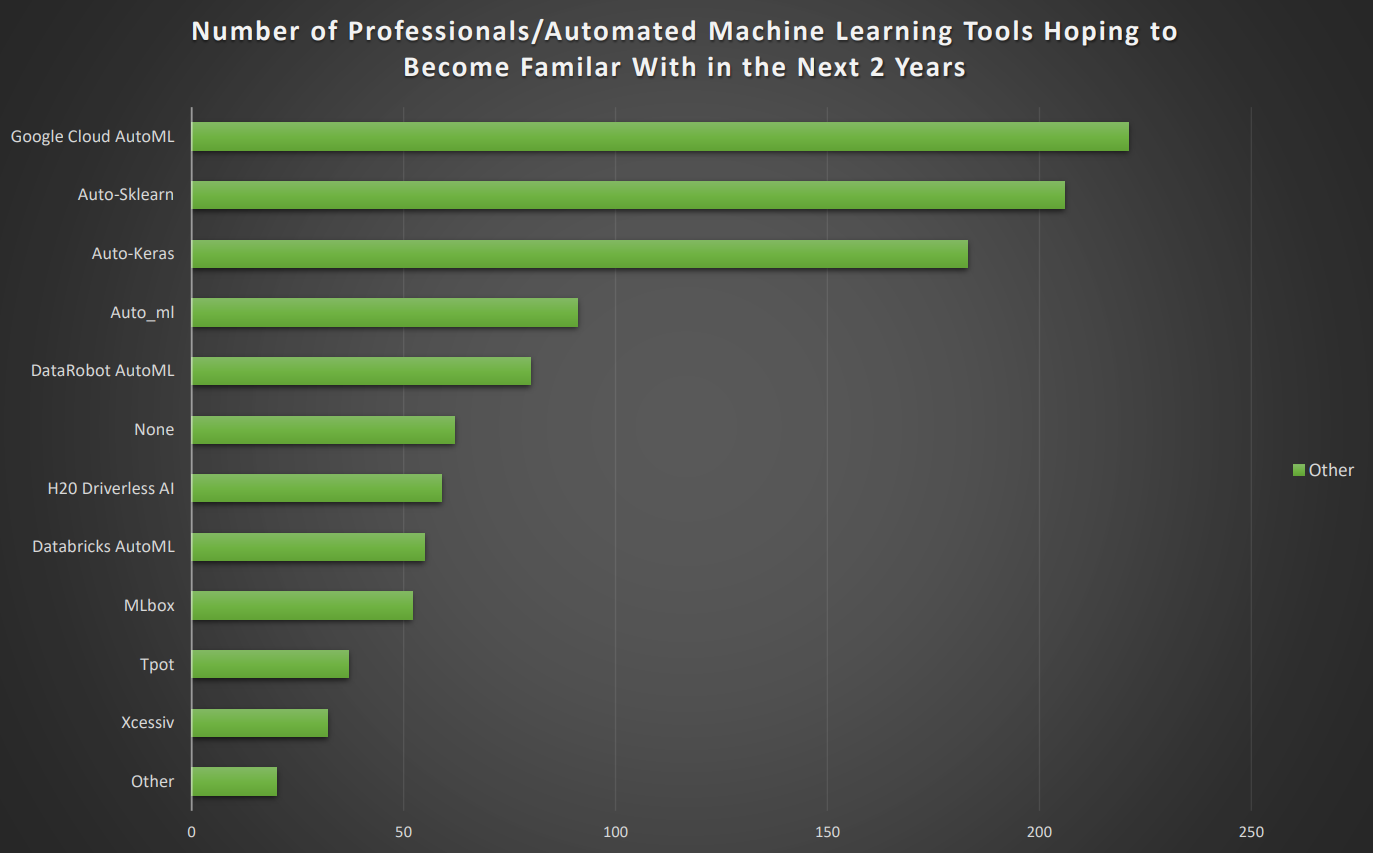 Number of Professionals/Automated Machine Learning Tools Hoping to
Become Familar With in the Next 2 Years
Google Cloud AutoML
Auto-Sklearn
Auto-Keras
Auto_ml
DataRobot AutoML
None
H20 Driverless AI
Databricks AutoML
MLbox
Tpot
Xcessiv
Other
0 50 100 150 200 250
Other